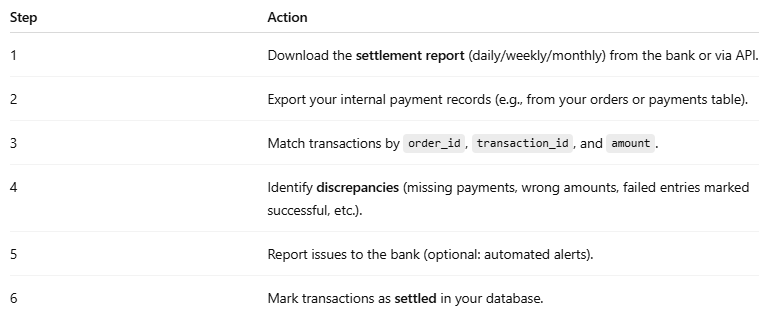 Step Action
1 Download the settlement report (daily/weekly/monthly) from the bank or via API.
2 Export your internal payment records (e.g., from your orders or payments table).
3 Match transactions by order_id, transaction_id, and amount.
4 Identify discrepancies (missing payments, wrong amounts, failed entries marked
successful, etc.).
5 Report issues to the bank (optional: automated alerts).
6 Mark transactions as settled in your database.